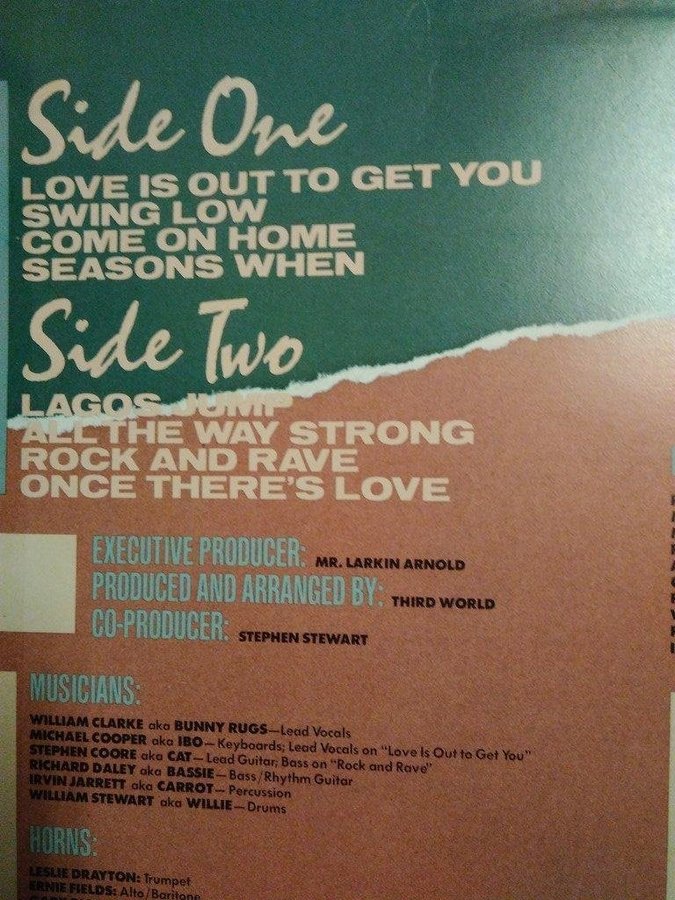 Side One
LOVE IS OUT TO GET YOU
SWING LOW
COME ON HOME
SEASONS WHEN
Side Two
LAGOS JUMP
ALL THE WAY STRONG
ROCK AND RAVE
ONCE THERE'S LOVE
EXECUTIVE PRODUCER: MR. LARKIN ARNOLD
PRODUCED AND ARRANGED BY: THIRD WORLD
CO-PRODUCER: STEPHEN STEWART
MUSICIANS:
WILLIAM CLARKE aka BUNNY RUGS—Lead Vocals
MICHAEL COOPER aka IBO—Keyboards; Lead Vocals on "Love Is Out to Get You"
STEPHEN COORE aka CAT—Lead Guitar; Bass on "Rock and Rave"
RICHARD DALEY aka BASSIE—Bass/Rhythm Guitar
IRVIN JARRETT aka CARROT—Percussion
WILLIAM STEWART aka WILLIE—Drums
HORNS:
LESLIE DRAYTON: Trumpet
ERNIE FIELDS: Alto/Baritone